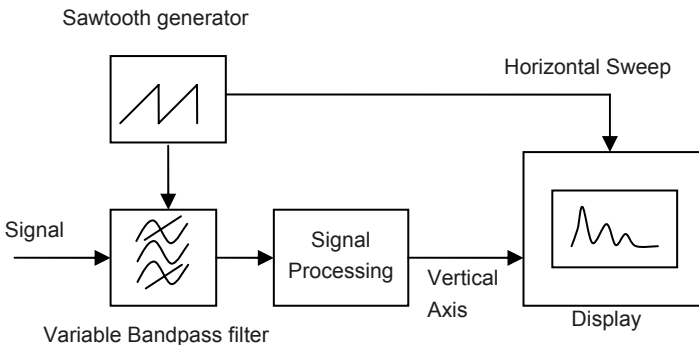 Sawtooth generator
Horizontal Sweep
Signal
Signal
Processing
Vertical
Axis
Display
Variable Bandpass filter